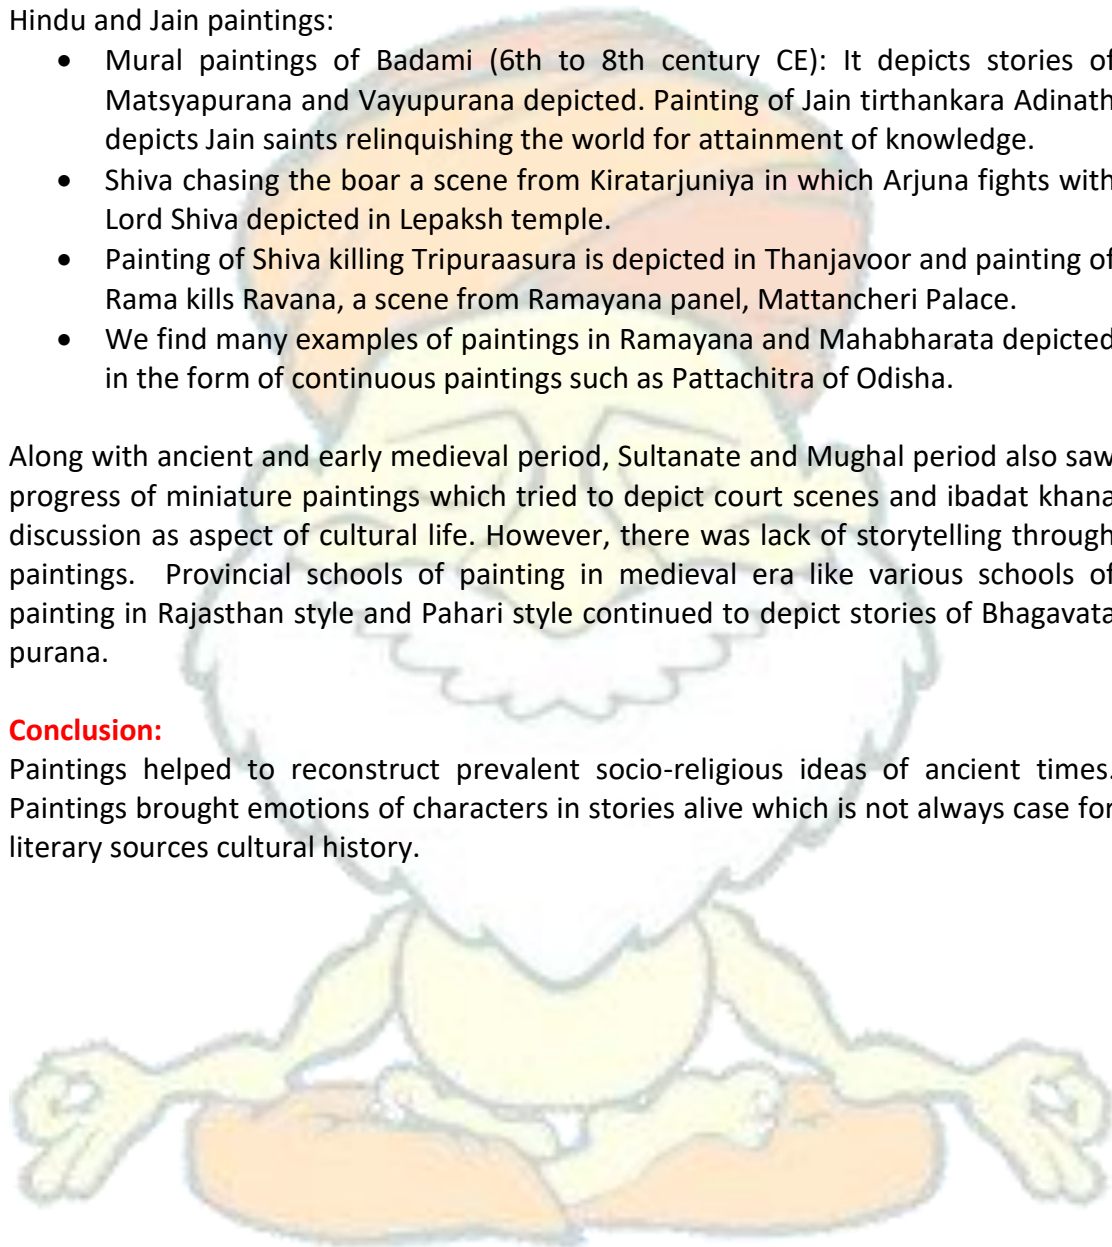 Hindu and Jain paintings:
• Mural paintings of Badami (6th to 8th century CE): It depicts stories of
Matsyapurana and Vayupurana depicted. Painting of Jain tirthankara Adinath
depicts Jain saints relinquishing the world for attainment of knowledge.
• Shiva chasing the boar a scene from Kiratarjuniya in which Arjuna fights with
Lord Shiva depicted in Lepaksh temple.
• Painting of Shiva killing Tripuraasura is depicted in Thanjavoor and painting of
Rama kills Ravana, a scene from Ramayana panel, Mattancheri Palace.
• We find many examples of paintings in Ramayana and Mahabharata depicted
in the form of continuous paintings such as Pattachitra of Odisha.
Along with ancient and early medieval period, Sultanate and Mughal period also saw
progress of miniature paintings which tried to depict court scenes and ibadat khana
discussion as aspect of cultural life. However, there was lack of storytelling through
paintings. Provincial schools of painting in medieval era like various schools of
painting in Rajasthan style and Pahari style continued to depict stories of Bhagavata
purana.
Conclusion:
Paintings helped to reconstruct prevalent socio-religious ideas of ancient times.
Paintings brought emotions of characters in stories alive which is not always case for
literary sources cultural history.